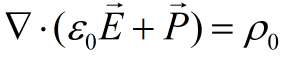 ∇·(ε₀E⃗ + P⃗) = ρ₀